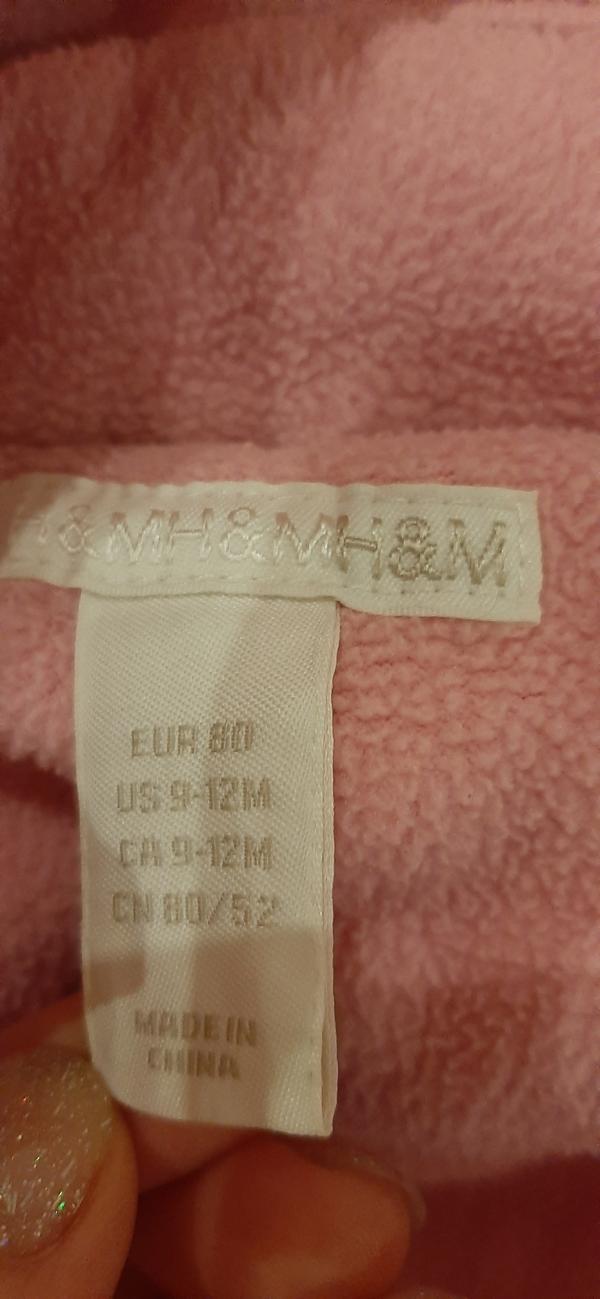 H&MH&MH&M
EUR 80
US 9-12M
CA 9-12M
CN 80/52
MADE IN
CHINA